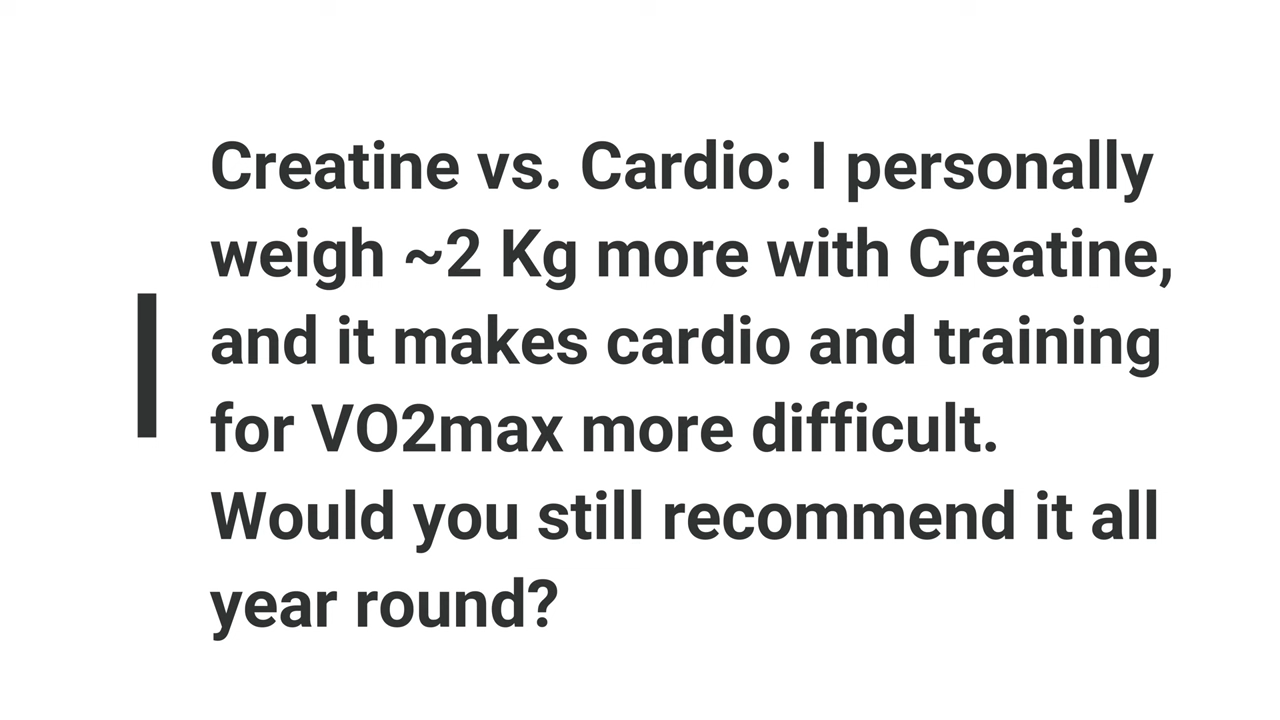 Creatine vs. Cardio: I personally
weigh ~2 Kg more with Creatine,
and it makes cardio and training
for VO2max more difficult.
Would you still recommend it all
year round?